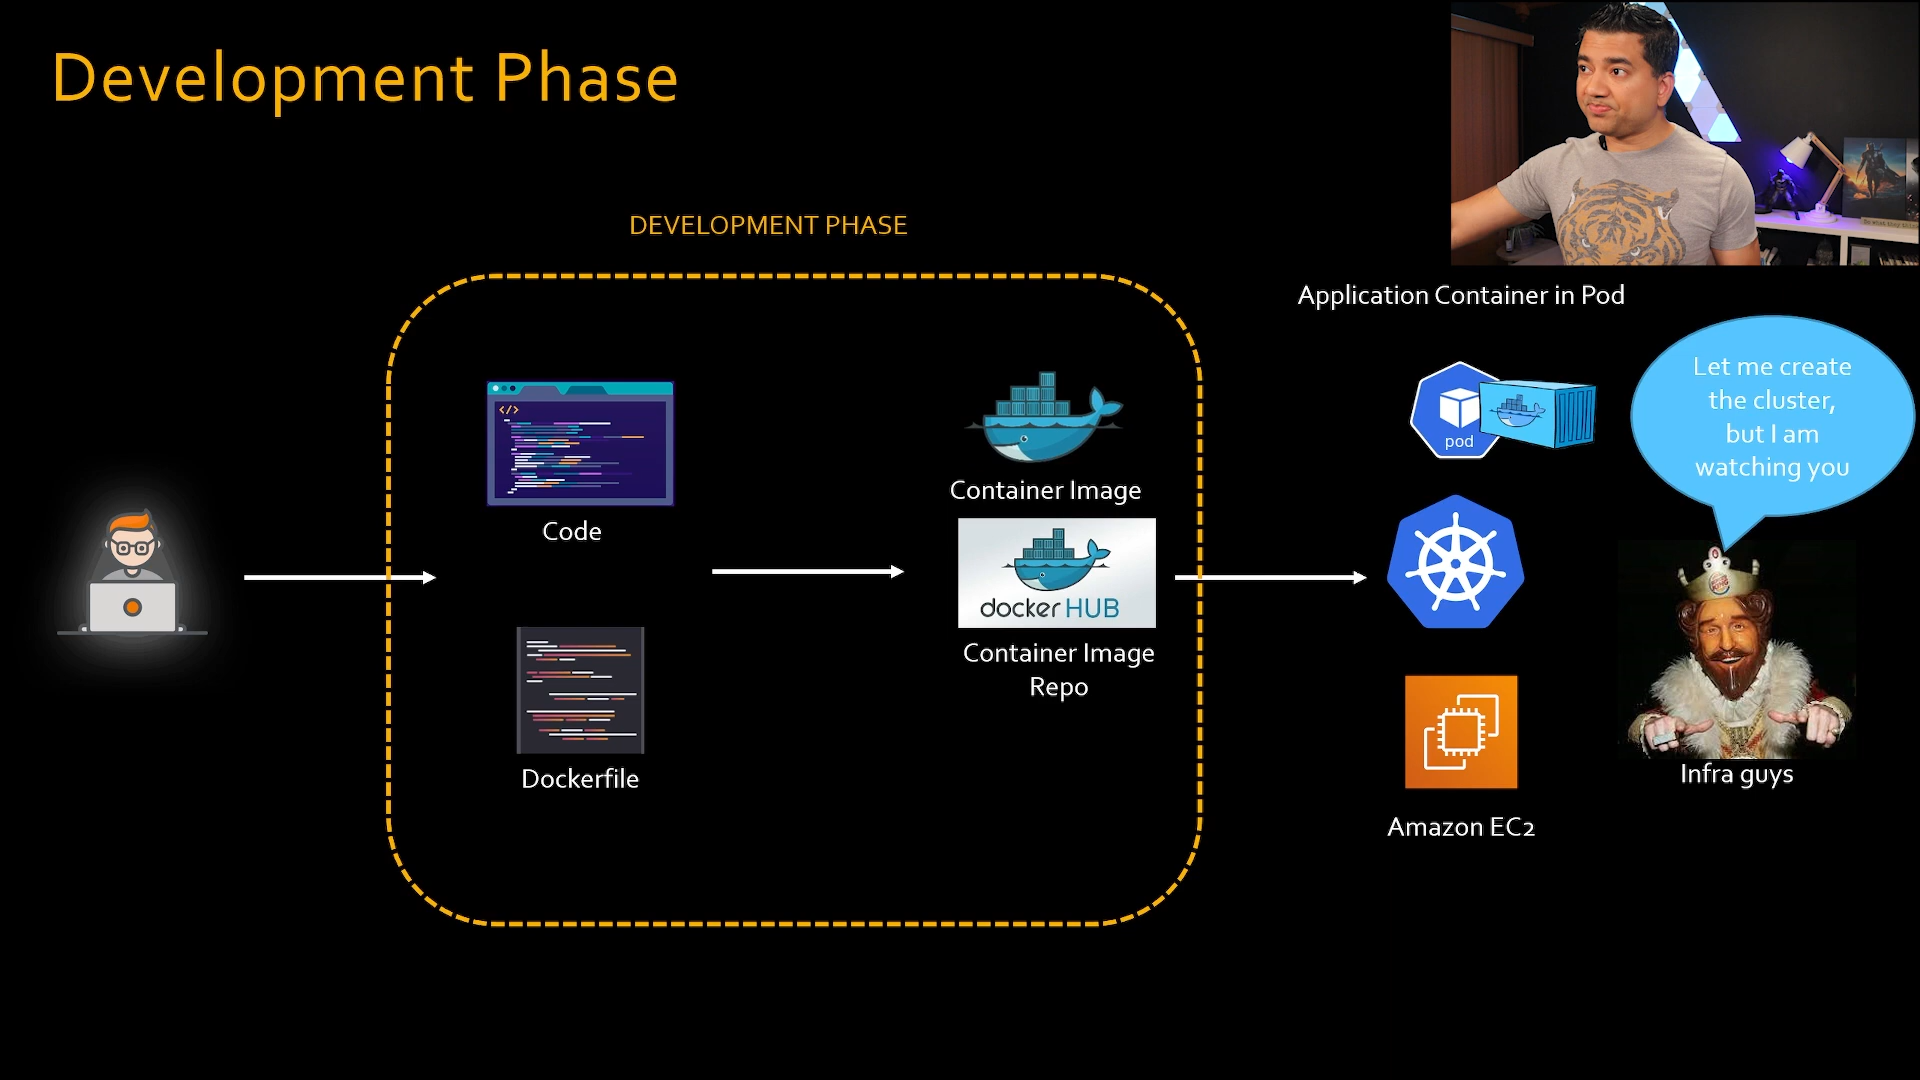 Development Phase
DEVELOPMENT PHASE
Application Container in Pod
Let me create
the cluster,
but I am
watching you
</>
pod
Code
Container Image
docker HUB
Container Image
Repo
Dockerfile
Infra guys
Amazon EC2